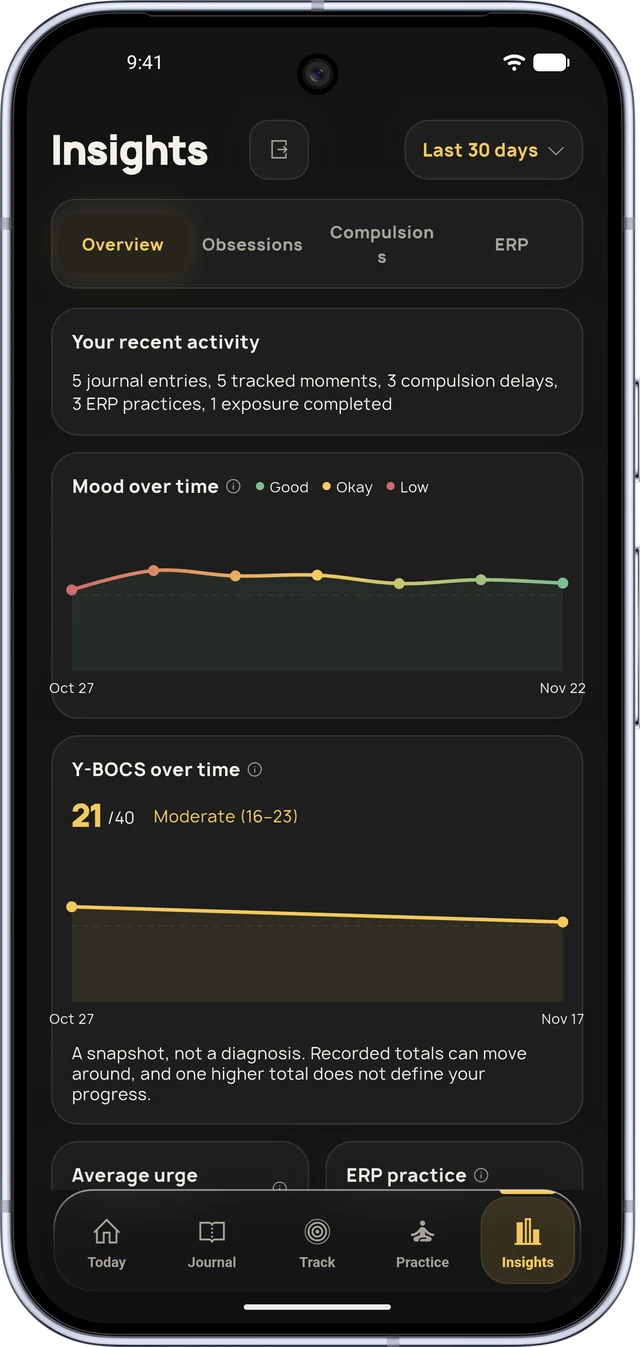 9:41
Insights
Last 30 days
Overview
Obsessions
Compulsion
s
ERP
Your recent activity
5 journal entries, 5 tracked moments, 3 compulsion delays,
3 ERP practices, 1 exposure completed
Mood over time
Good
Okay
Low
Oct 27
Nov 22
Y-BOCS over time
21 /40 Moderate (16–23)
Oct 27
Nov 17
A snapshot, not a diagnosis. Recorded totals can move
around, and one higher total does not define your
progress.
Average urge
ERP practice
Today
Journal
Track
Practice
Insights